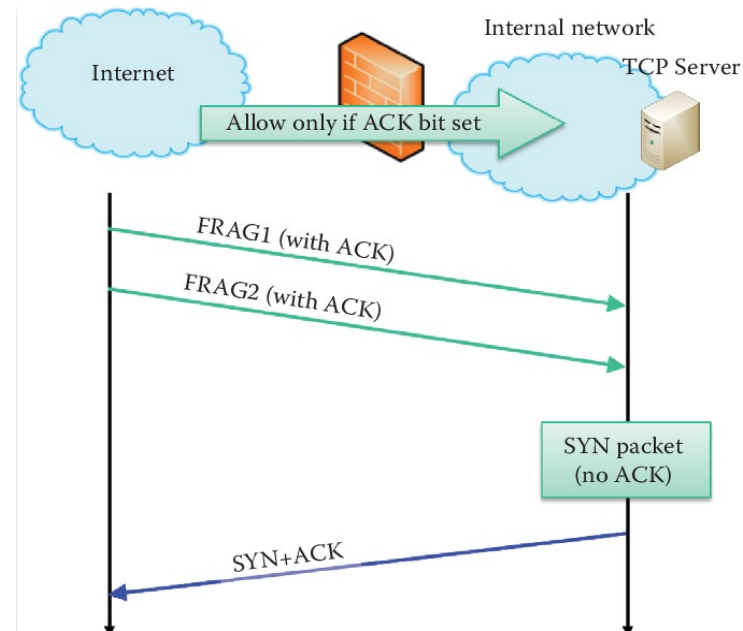 Internal network
Internet
TCP Server
Allow only if ACK bit set
FRAG1 (with ACK)
FRAG2 (with ACK)
SYN packet
(no ACK)
SYN+ACK